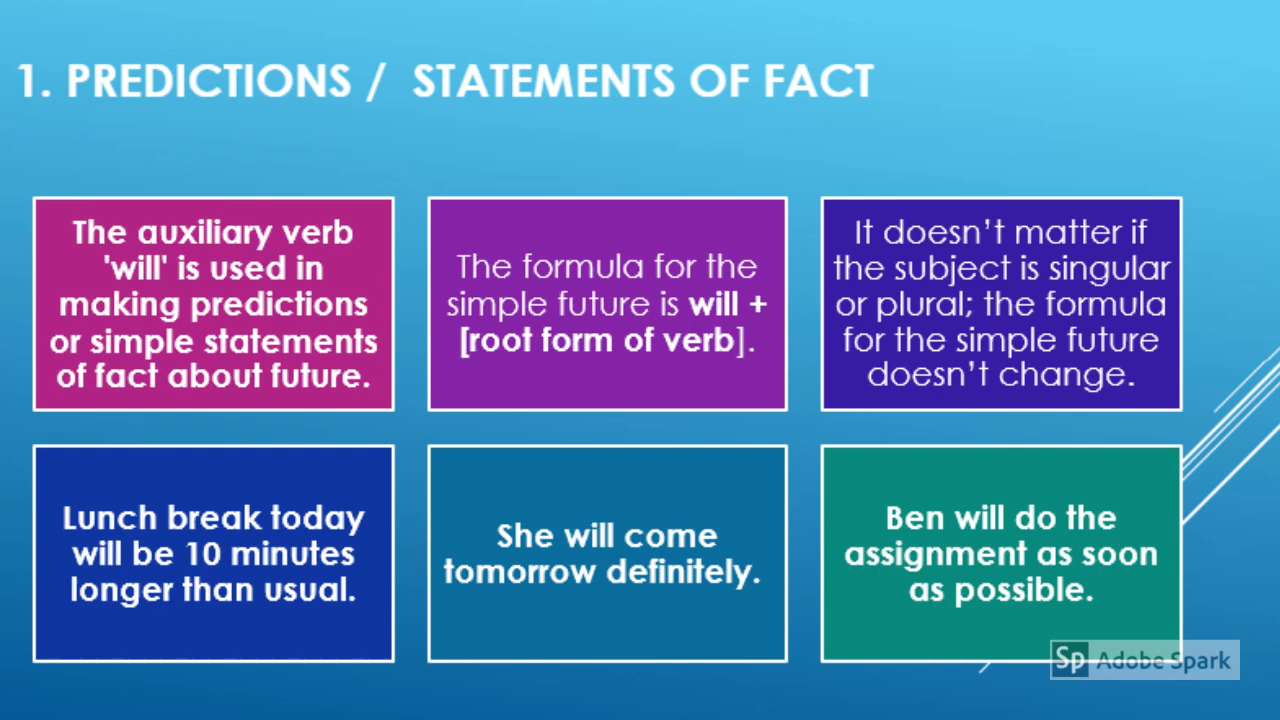 1. PREDICTIONS / STATEMENTS OF FACT
The auxiliary verb
'will' is used in
making predictions
or simple statements
of fact about future.
The formula for the
simple future is will +
[root form of verb].
It doesn't matter if
the subject is singular
or plural; the formula
for the simple future
doesn't change.
Lunch break today
will be 10 minutes
longer than usual.
She will come
tomorrow definitely.
Ben will do the
assignment as soon
as possible.
Sp Adobe Spark